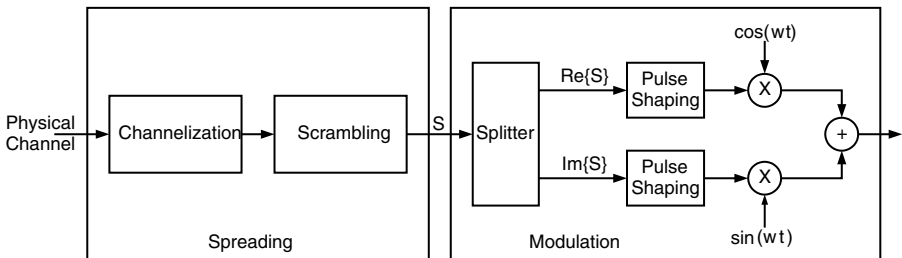 Physical
Channel
Channelization
Scrambling
S
Spreading
Splitter
Re{S}
Pulse
Shaping
cos(wt)
X
Im{S}
Pulse
Shaping
X
sin(wt)
+
Modulation